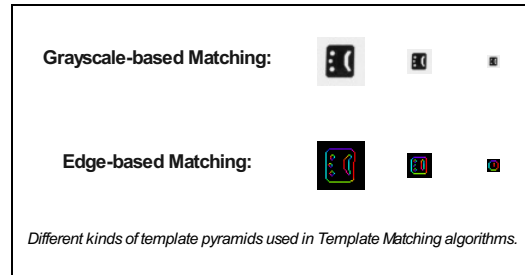 Grayscale-based Matching:
Edge-based Matching:
Different kinds of template pyramids used in Template Matching algorithms.